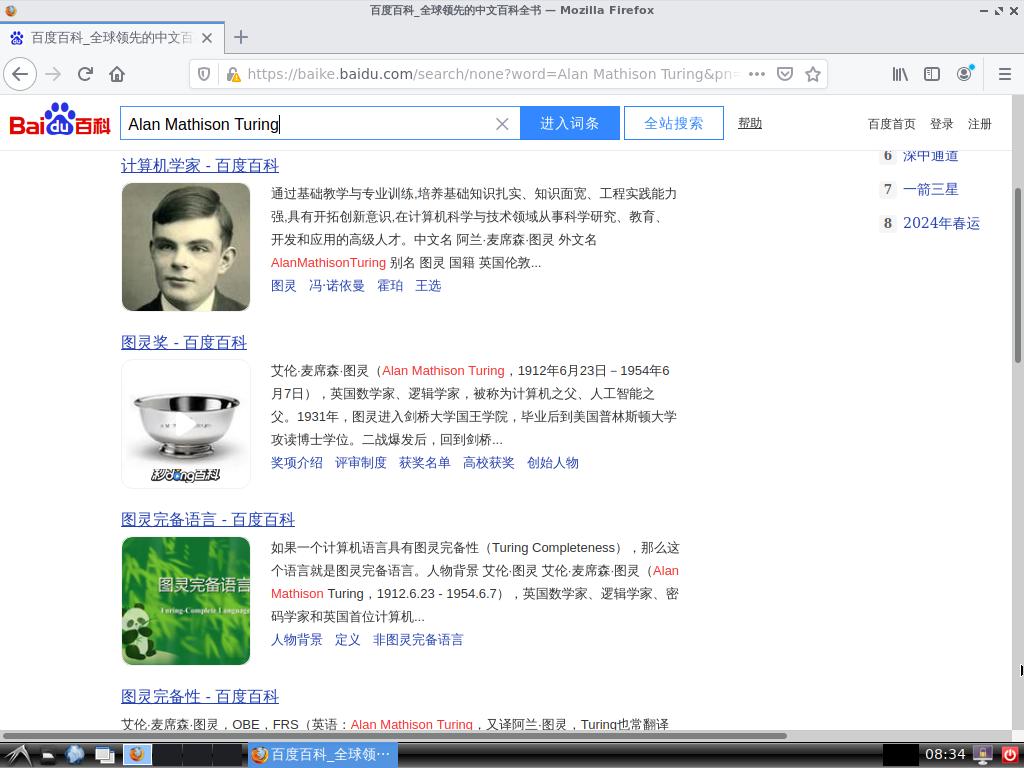 百度百科_全球领先的中文百科全书 — Mozilla Firefox
百度百科_全球领先的中文百
https://baike.baidu.com/search/none?word=Alan Mathison Turing&pn=
Bai du 百科
Alan Mathison Turing
进入词条
全站搜索
帮助
百度首页 登录 注册
6 深中通道
7 一箭三星
8 2024年春运
计算机学家 - 百度百科
通过基础教学与专业训练,培养基础知识扎实、知识面宽、工程实践能力
强,具有开拓创新意识,在计算机科学与技术领域从事科学研究、教育、
开发和应用的高级人才。中文名 阿兰·麦席森·图灵 外文名
AlanMathisonTuring 别名 图灵 国籍 英国伦敦...
图灵 冯·诺依曼 霍珀 王选
图灵奖 - 百度百科
艾伦·麦席森·图灵（Alan Mathison Turing，1912年6月23日－1954年6
月7日），英国数学家、逻辑学家，被称为计算机之父、人工智能之
父。1931年，图灵进入剑桥大学国王学院，毕业后到美国普林斯顿大学
攻读博士学位。二战爆发后，回到剑桥...
奖项介绍 评审制度 获奖名单 高校获奖 创始人物
秒dong百科
图灵完备语言 - 百度百科
如果一个计算机语言具有图灵完备性（Turing Completeness），那么这
个语言就是图灵完备语言。人物背景 艾伦·图灵 艾伦·麦席森·图灵（Alan
Mathison Turing，1912.6.23 - 1954.6.7），英国数学家、逻辑学家、密
码学家和英国首位计算机...
人物背景 定义 非图灵完备语言
图灵完备语言
Turing-Complete Language
图灵完备性 - 百度百科
艾伦·麦席森·图灵，OBE，FRS（英语：Alan Mathison Turing，又译阿兰·图灵，Turing也常翻译
百度百科_全球领···
08:34